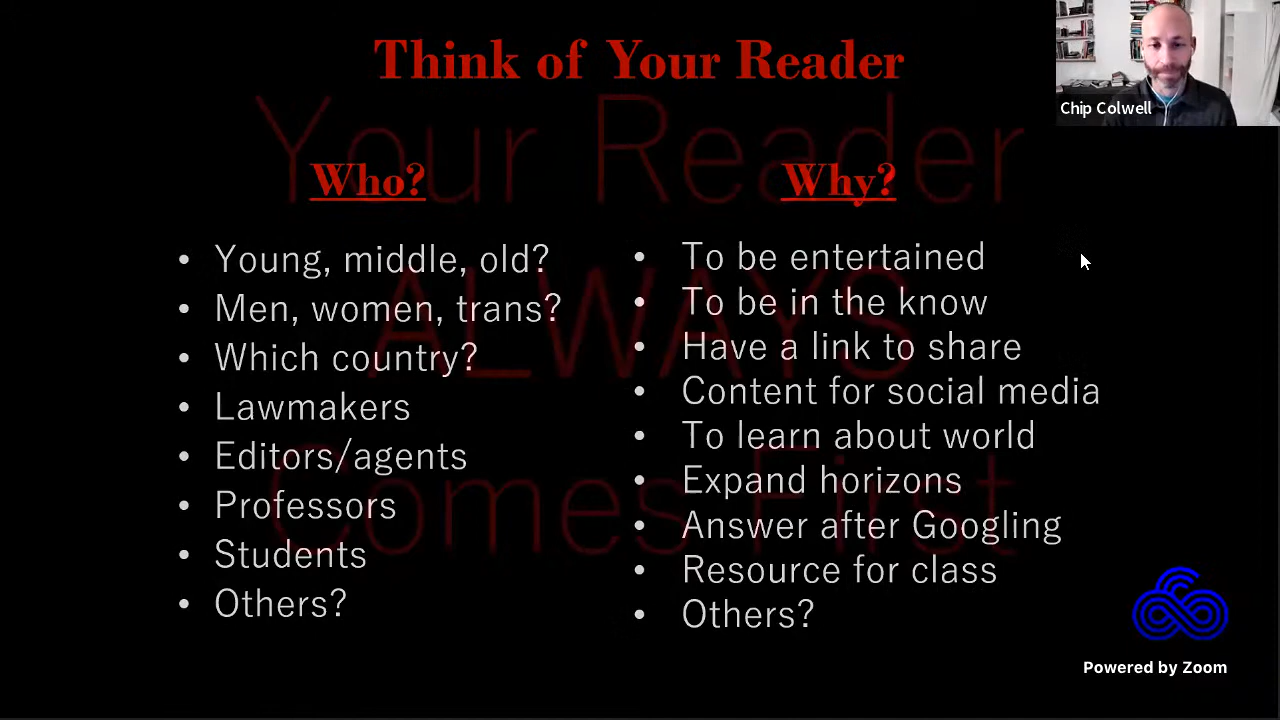 Think of Your Reader
Chip Colwell
Your Reader
ALWAYS
Comes First
Who?
• Young, middle, old?
• Men, women, trans?
• Which country?
• Lawmakers
• Editors/agents
• Professors
• Students
• Others?
Why?
• To be entertained
• To be in the know
• Have a link to share
• Content for social media
• To learn about world
• Expand horizons
• Answer after Googling
• Resource for class
• Others?
Powered by Zoom